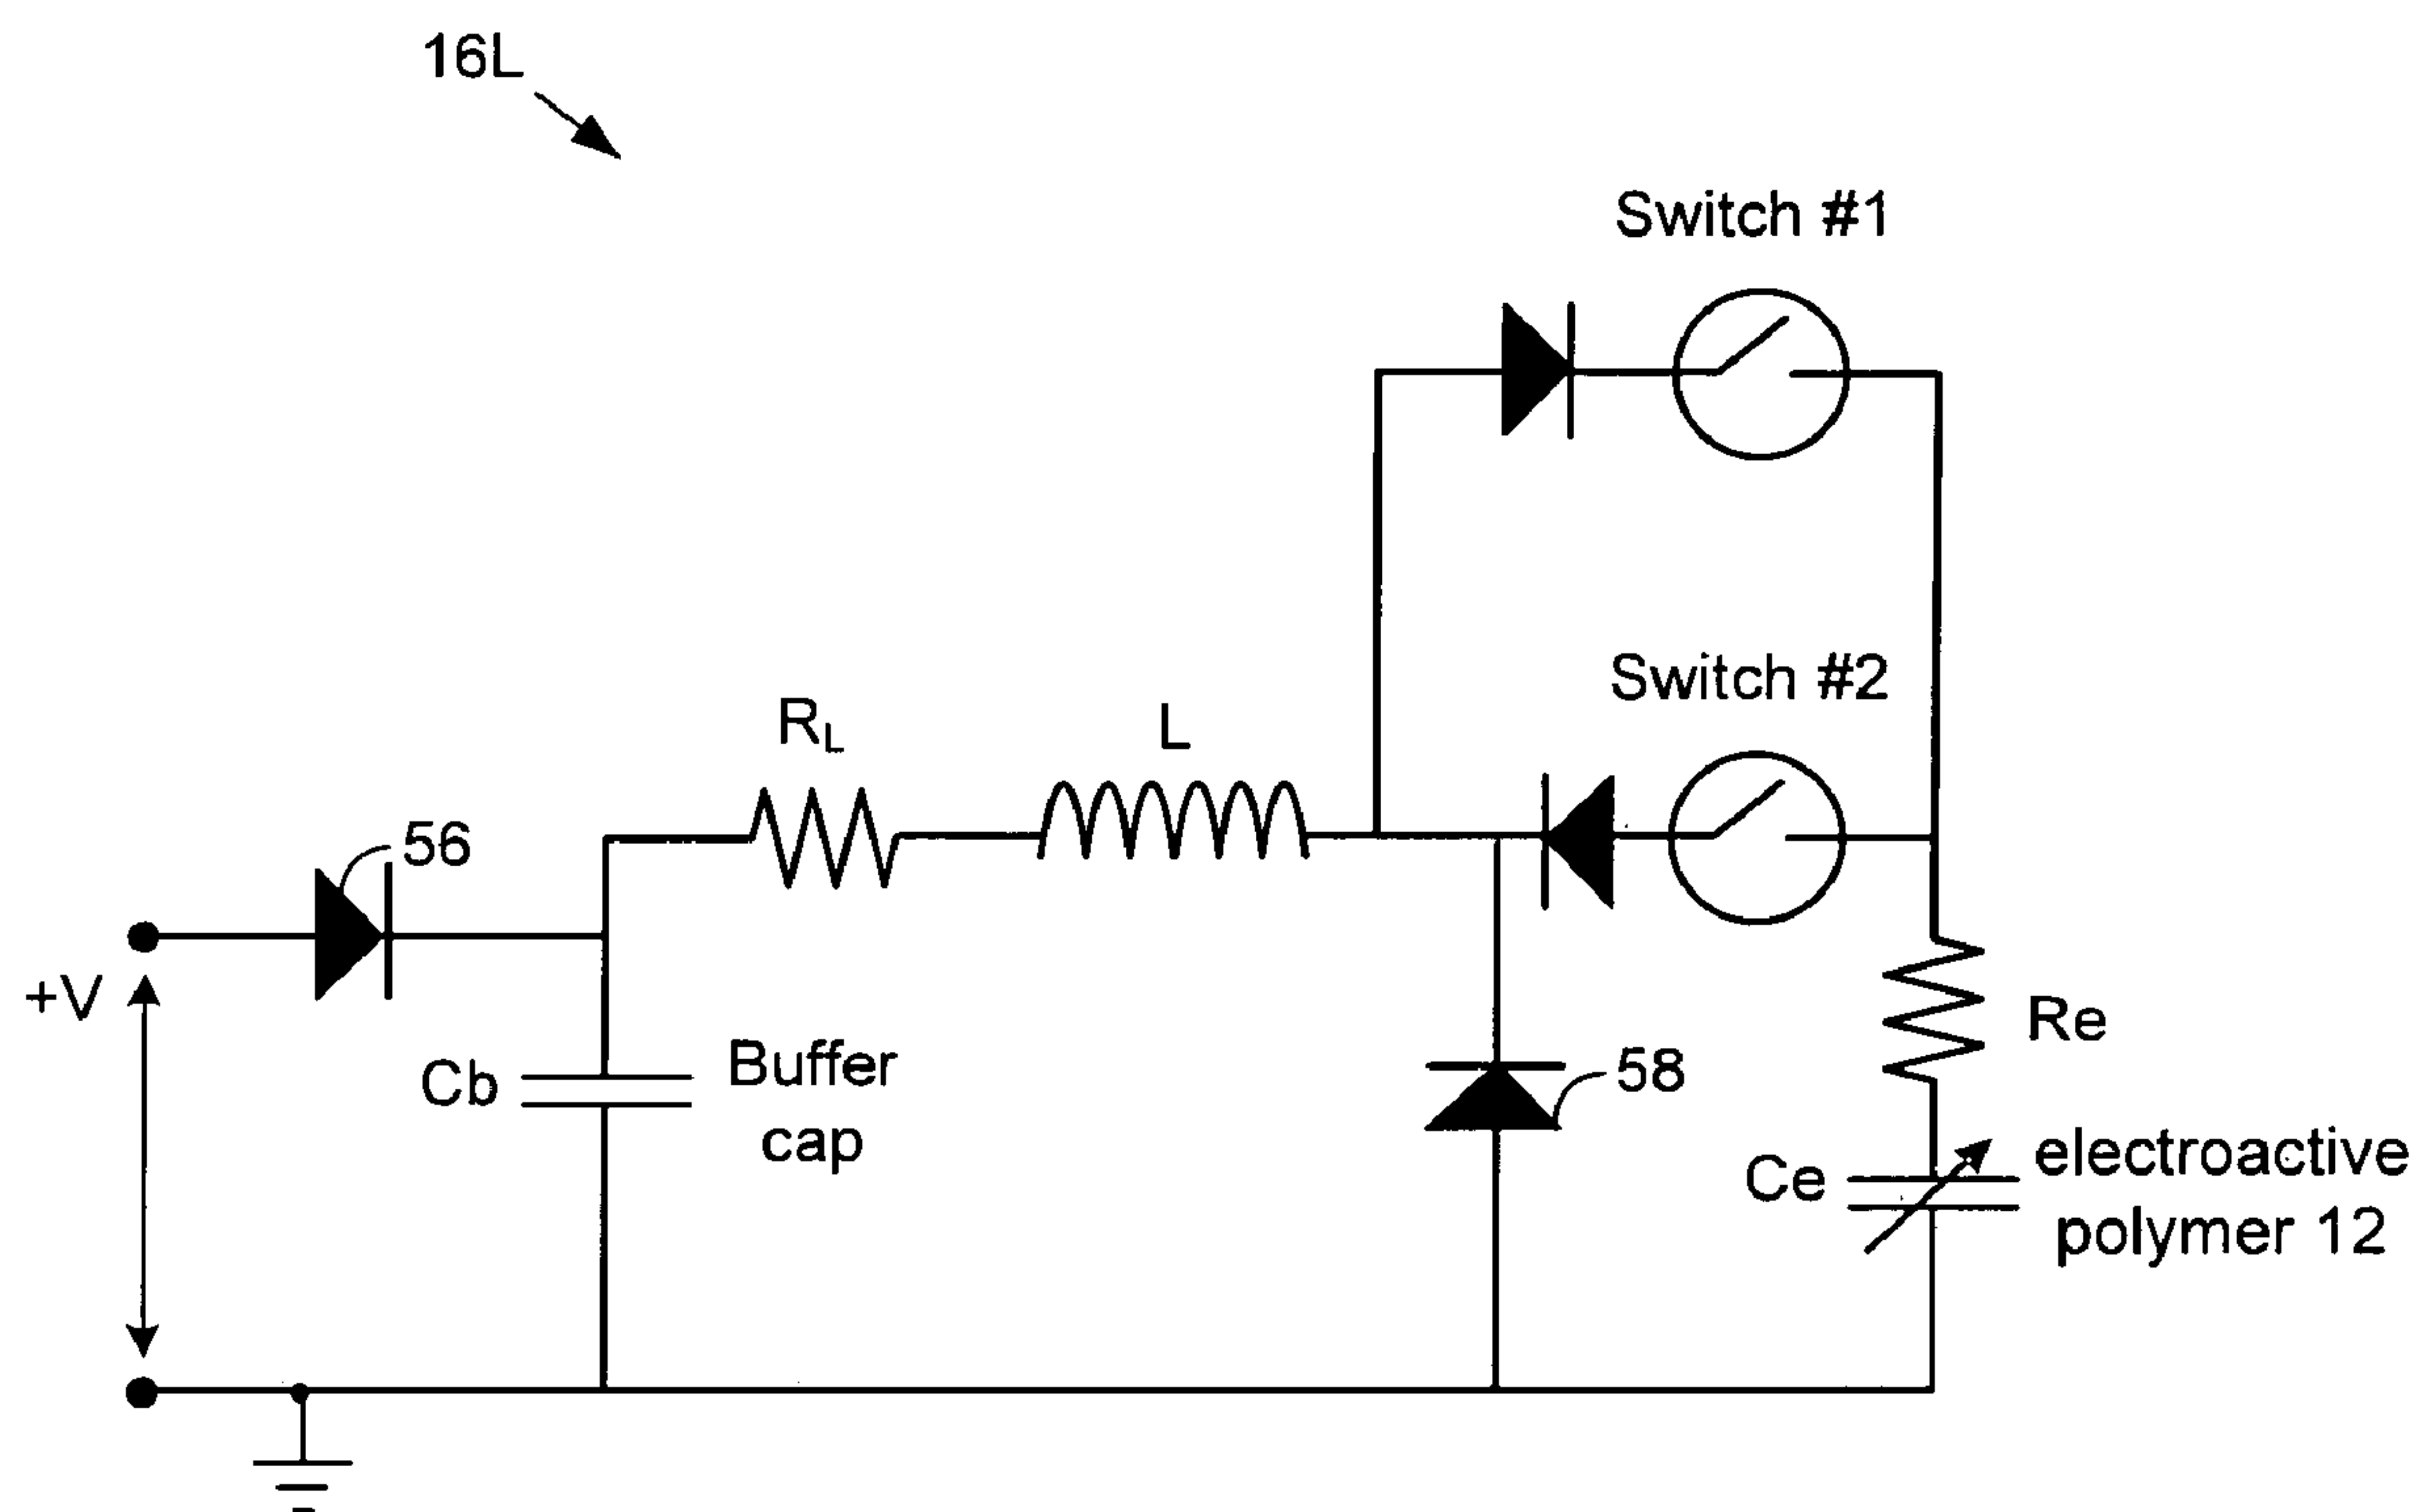 16L
Switch #1
Switch #2
RL
L
56
+V
Cb
Buffer
cap
58
Re
Ce
electroactive
polymer 12